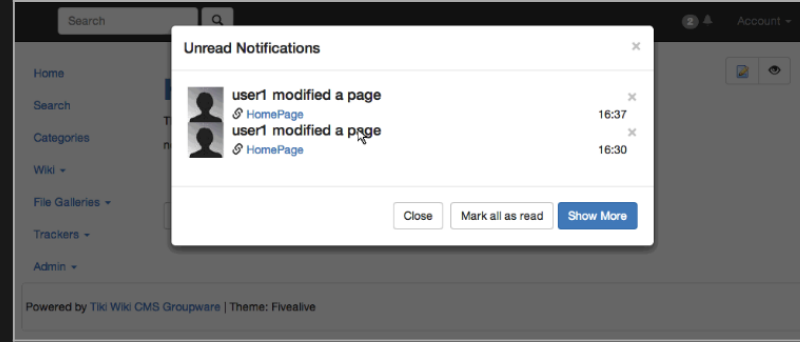 Search
2
Account
Unread Notifications
×
Home
user1 modified a page
×
HomePage
16:37
Search
user1 modified a page
×
HomePage
16:30
Categories
Wiki
File Galleries
Close
Mark all as read
Show More
Trackers
Admin
Powered by Tiki Wiki CMS Groupware | Theme: Fivealive